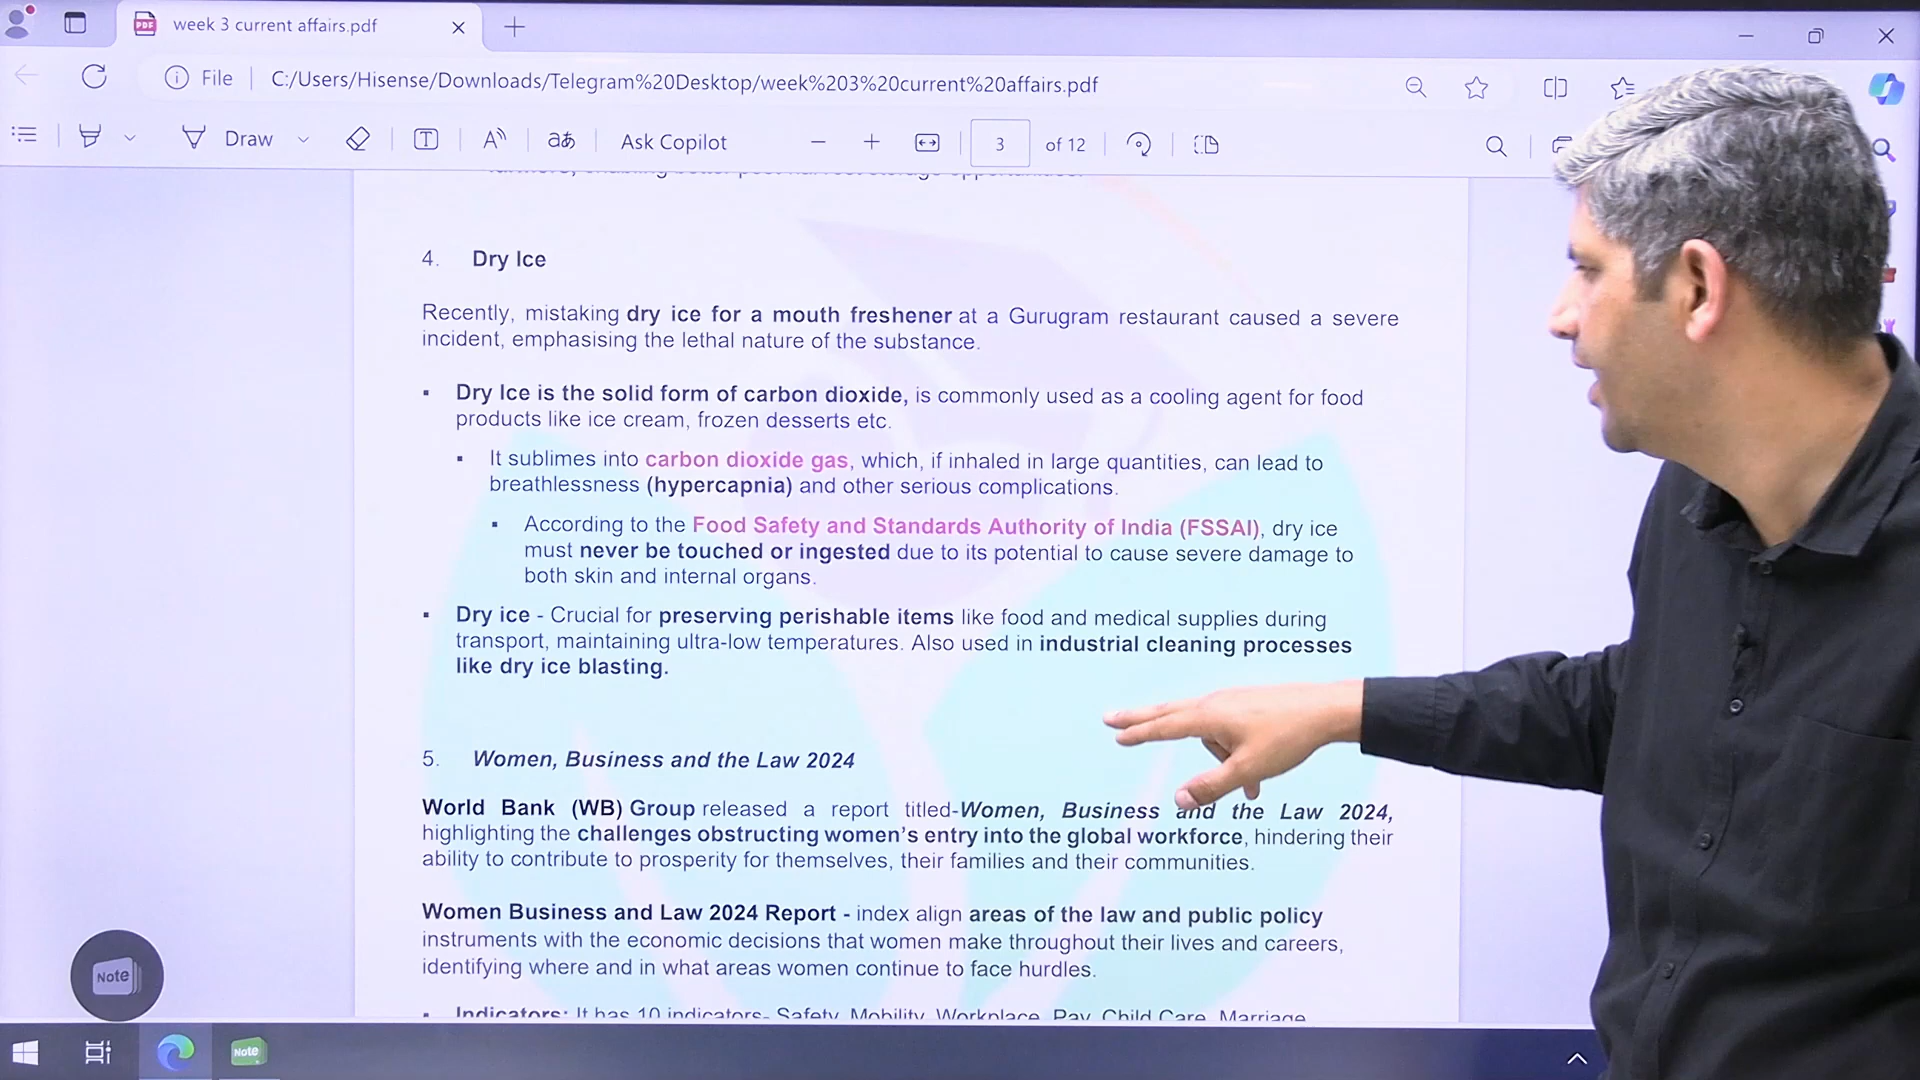 week 3 current affairs.pdf
File
C:/Users/Hisense/Downloads/Telegram%20Desktop/week%203%20current%20affairs.pdf
Draw
Ask Copilot
3 of 12
4. Dry Ice
Recently, mistaking dry ice for a mouth freshener at a Gurugram restaurant caused a severe
incident, emphasising the lethal nature of the substance.
▪ Dry Ice is the solid form of carbon dioxide, is commonly used as a cooling agent for food
products like ice cream, frozen desserts etc.
▪ It sublimes into carbon dioxide gas, which, if inhaled in large quantities, can lead to
breathlessness (hypercapnia) and other serious complications.
▪ According to the Food Safety and Standards Authority of India (FSSAI), dry ice
must never be touched or ingested due to its potential to cause severe damage to
both skin and internal organs.
▪ Dry ice - Crucial for preserving perishable items like food and medical supplies during
transport, maintaining ultra-low temperatures. Also used in industrial cleaning processes
like dry ice blasting.
5. Women, Business and the Law 2024
World Bank (WB) Group released a report titled-Women, Business and the Law 2024,
highlighting the challenges obstructing women's entry into the global workforce, hindering their
ability to contribute to prosperity for themselves, their families and their communities.
Women Business and Law 2024 Report - index align areas of the law and public policy
instruments with the economic decisions that women make throughout their lives and careers,
identifying where and in what areas women continue to face hurdles.
▪ Indicators: It has 10 indicators- Safety, Mobility, Workplace, Pay, Child Care, Marriage
Note
Note